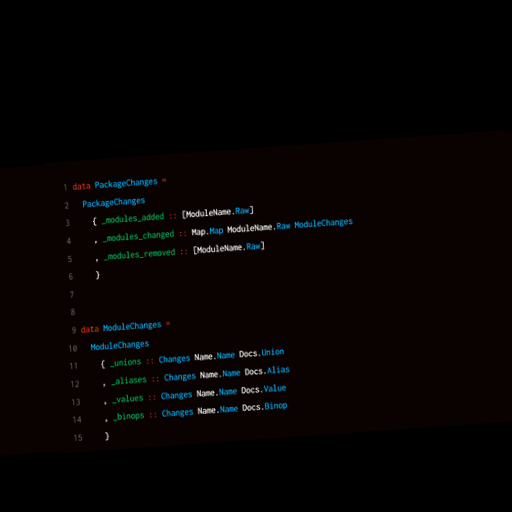 1 data PackageChanges =
2 PackageChanges
3 { _modules_added :: [ModuleName.Raw]
4 , _modules_changed :: Map.Map ModuleName.Raw ModuleChanges
5 , _modules_removed :: [ModuleName.Raw]
6 }
7
8
9 data ModuleChanges =
10 ModuleChanges
11 { _unions :: Changes Name.Name Docs.Union
12 , _aliases :: Changes Name.Name Docs.Alias
13 , _values :: Changes Name.Name Docs.Value
14 , _binops :: Changes Name.Name Docs.Binop
15 }